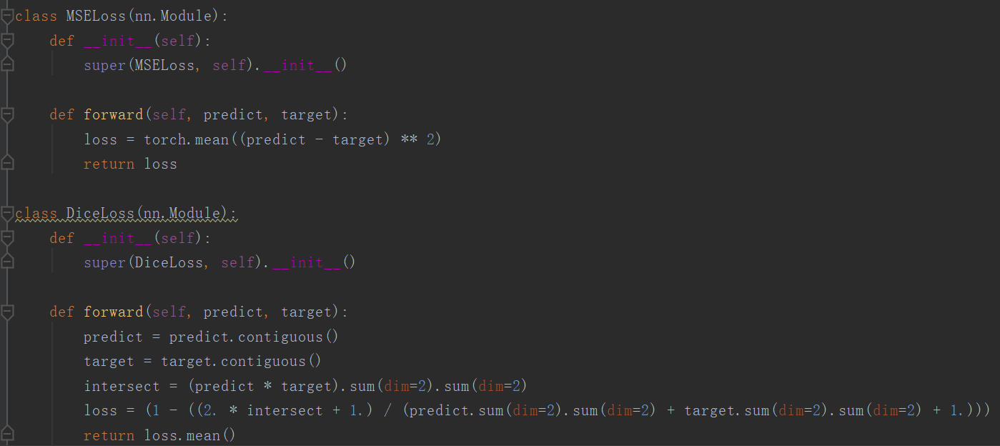 class MSELoss(nn.Module):
    def __init__(self):
        super(MSELoss, self).__init__()
    def forward(self, predict, target):
        loss = torch.mean((predict - target) ** 2)
        return loss
class DiceLoss(nn.Module):
    def __init__(self):
        super(DiceLoss, self).__init__()
    def forward(self, predict, target):
        predict = predict.contiguous()
        target = target.contiguous()
        intersect = (predict * target).sum(dim=2).sum(dim=2)
        loss = (1 - ((2. * intersect + 1.) / (predict.sum(dim=2).sum(dim=2) + target.sum(dim=2).sum(dim=2) + 1.)))
        return loss.mean()